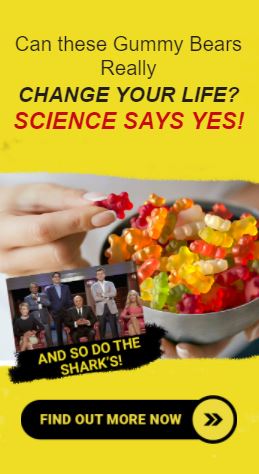 Can these Gummy Bears
Really
CHANGE YOUR LIFE?
SCIENCE SAYS YES!
AND SO DO THE
SHARK'S!
FIND OUT MORE NOW